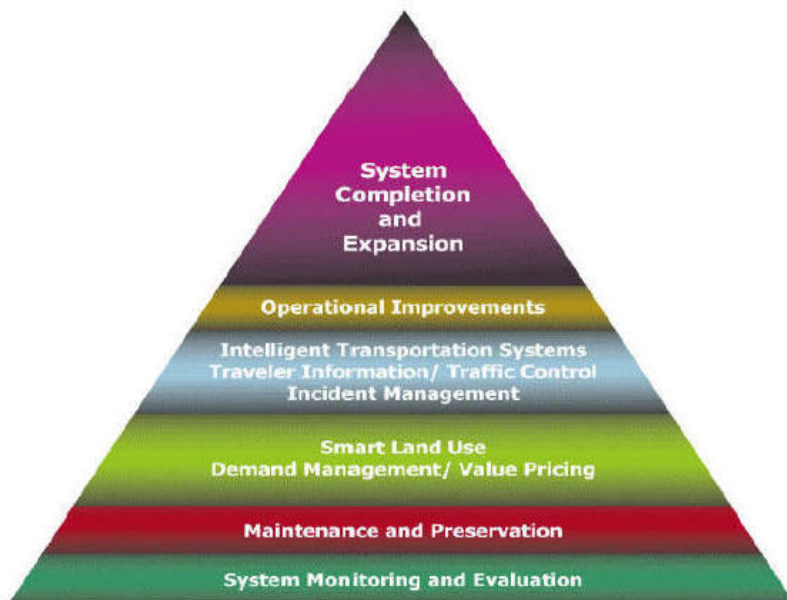 System
Completion
and
Expansion
Operational Improvements
Intelligent Transportation Systems
Traveler Information/ Traffic Control
Incident Management
Smart Land Use
Demand Management/ Value Pricing
Maintenance and Preservation
System Monitoring and Evaluation